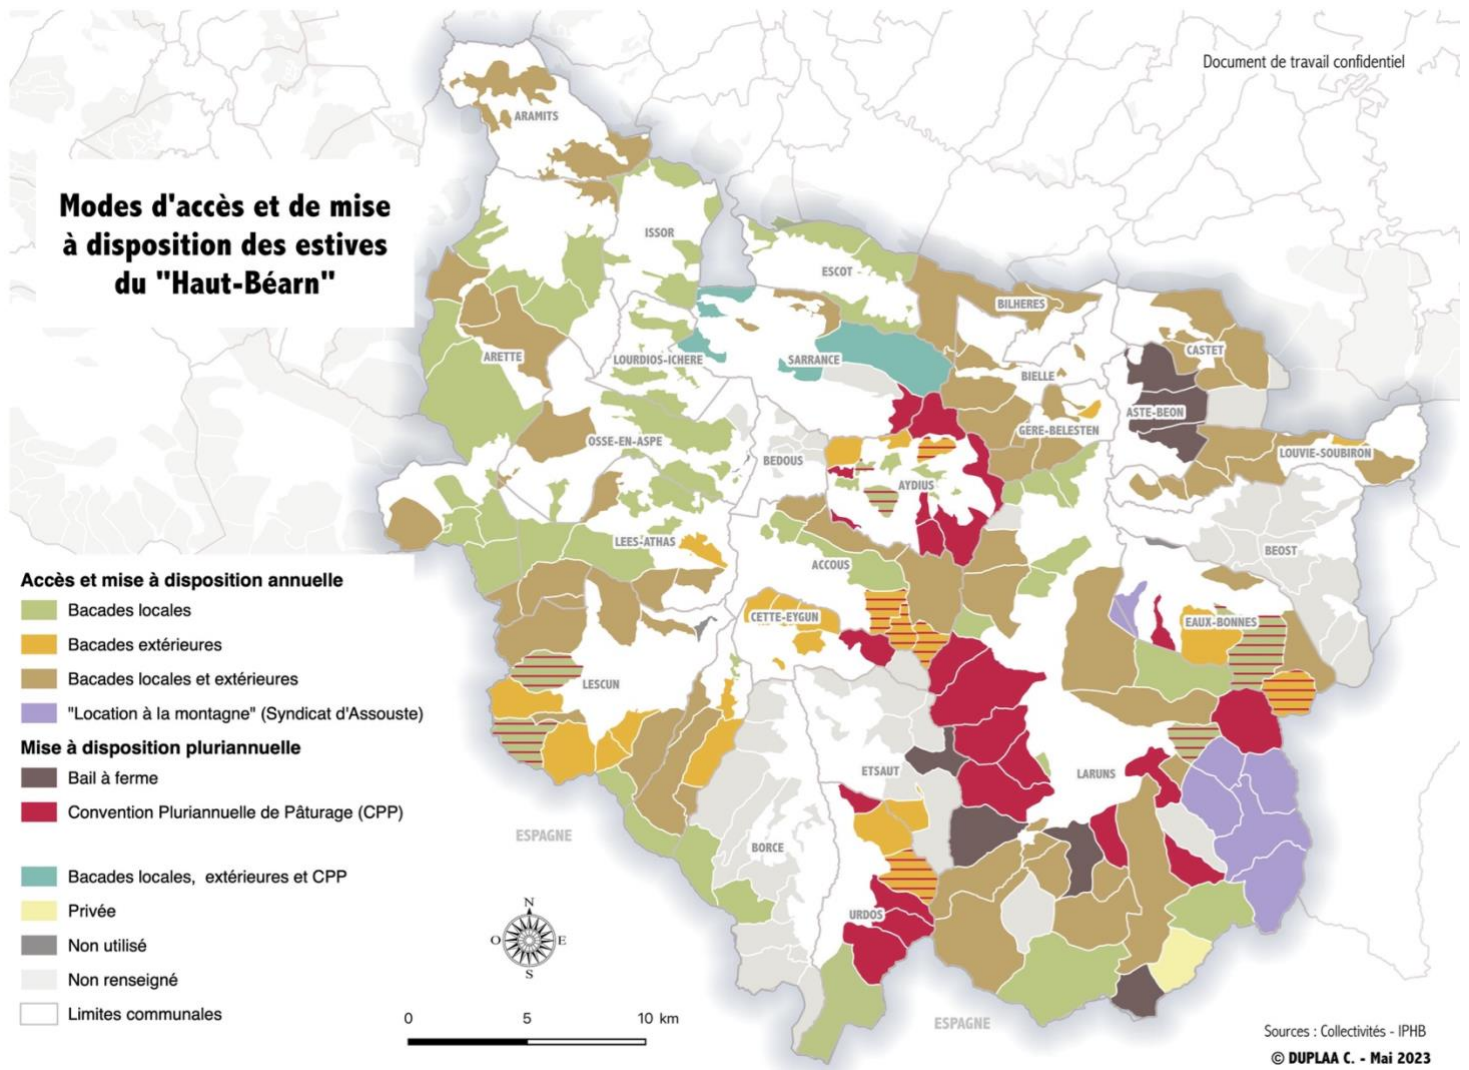 Document de travail confidentiel
Modes d'accès et de mise
à disposition des estives
du "Haut-Béarn"
ARAMITS
ISSOR
ESCOT
BILHERES
ARETTE
LOURDIOS-ICHERE
SARRANCE
BIELLE
CASTET
ASTE-BEON
GERE-BELESTEN
OSSE-EN-ASPE
BEDOUS
LOUVIE-SOUBIRON
AYDIUS
LEES-ATHAS
ACCOUS
BEOST
CETTE-EYGUN
EAUX-BONNES
LESCUN
ETSAUT
LARUNS
ESPAGNE
BORCE
URDOS
ESPAGNE
Accès et mise à disposition annuelle
Bacades locales
Bacades extérieures
Bacades locales et extérieures
"Location à la montagne" (Syndicat d'Assouste)
Mise à disposition pluriannuelle
Bail à ferme
Convention Pluriannuelle de Pâturage (CPP)
Bacades locales, extérieures et CPP
Privée
Non utilisé
Non renseigné
Limites communales
N
O
E
S
0 5 10 km
Sources : Collectivités - IPHB
© DUPLAA C. - Mai 2023